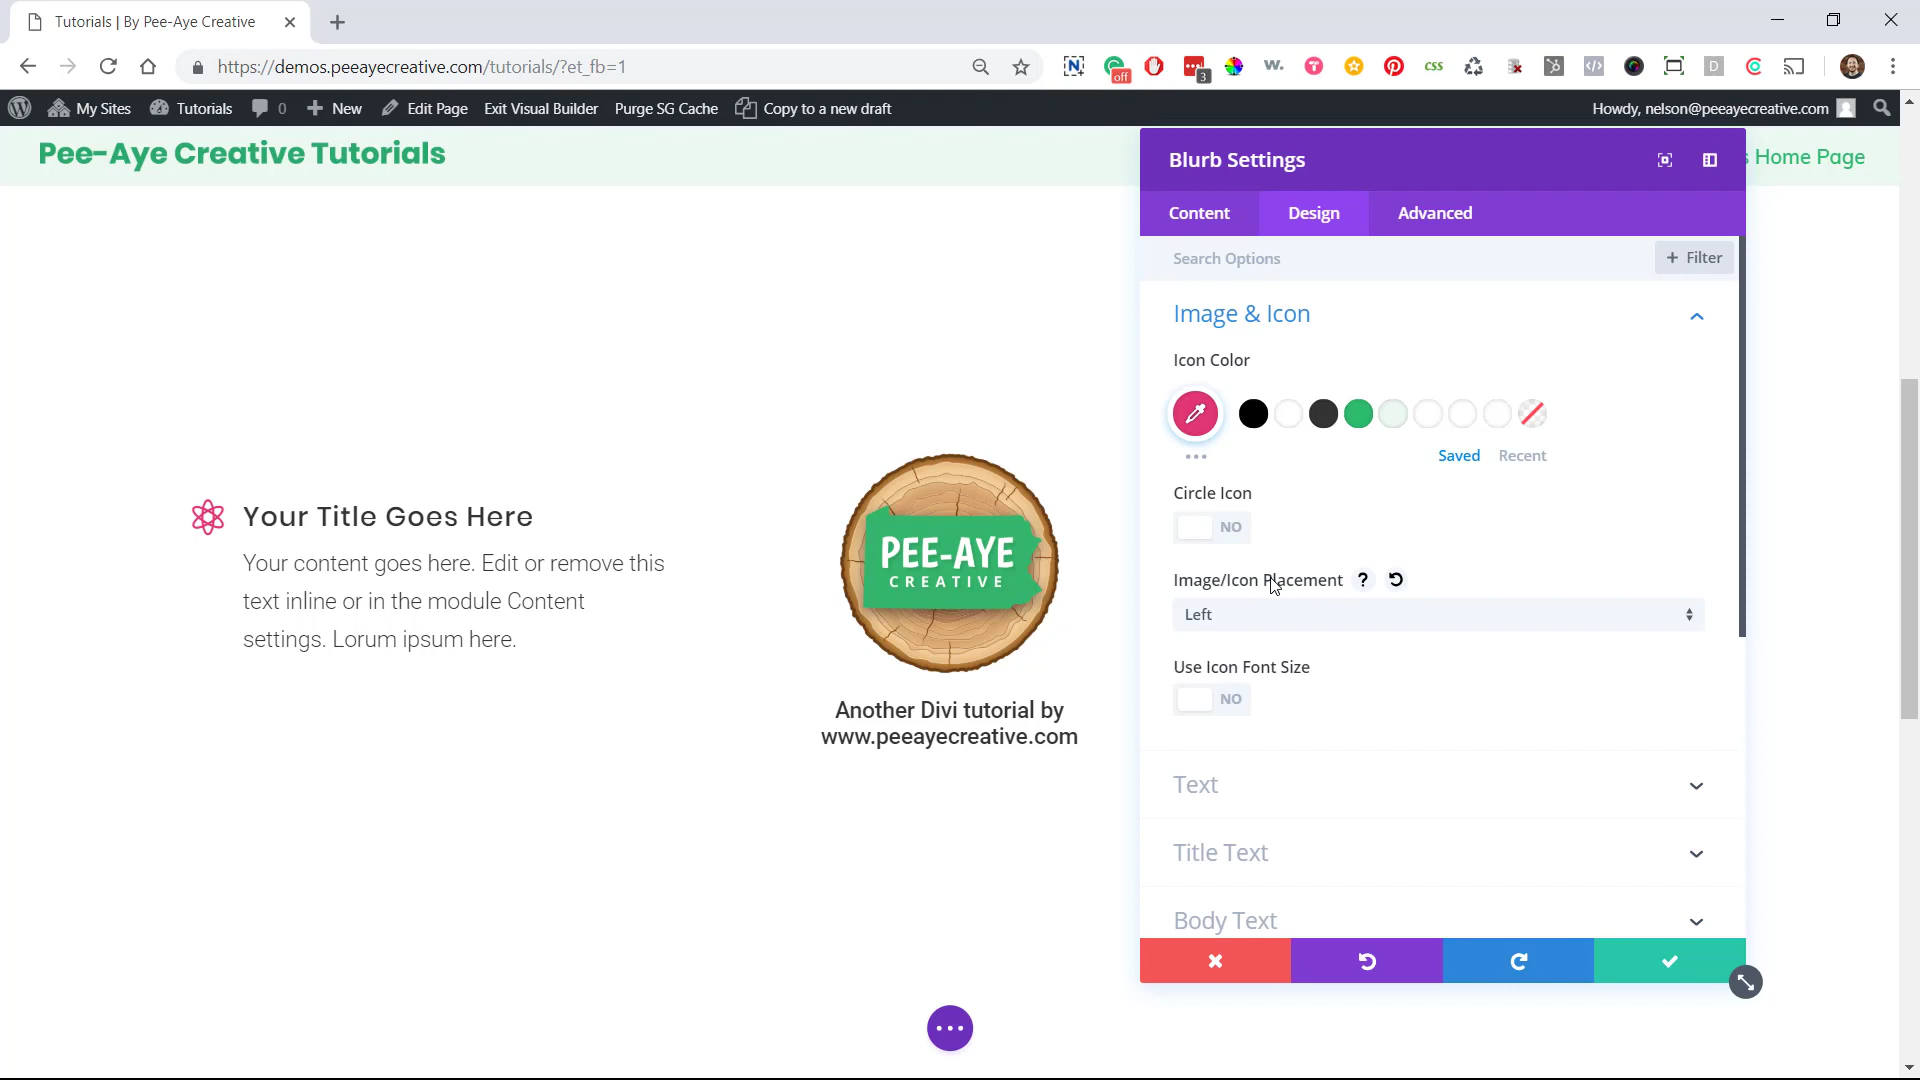 Tutorials | By Pee-Aye Creative
https://demos.peeayecreative.com/tutorials/?et_fb=1
N
off
3
w.
T
css
D
My Sites
Tutorials
0
New
Edit Page
Exit Visual Builder
Purge SG Cache
Copy to a new draft
Howdy, nelson@peeayecreative.com
Pee-Aye Creative Tutorials
s Home Page
Blurb Settings
Content
Design
Advanced
Search Options
+ Filter
Image & Icon
Icon Color
Saved
Recent
Circle Icon
NO
Image/Icon Placement ?
Left
Use Icon Font Size
NO
Text
Title Text
Body Text
Your Title Goes Here
Your content goes here. Edit or remove this
text inline or in the module Content
settings. Lorum ipsum here.
PEE-AYE
CREATIVE
Another Divi tutorial by
www.peeayecreative.com